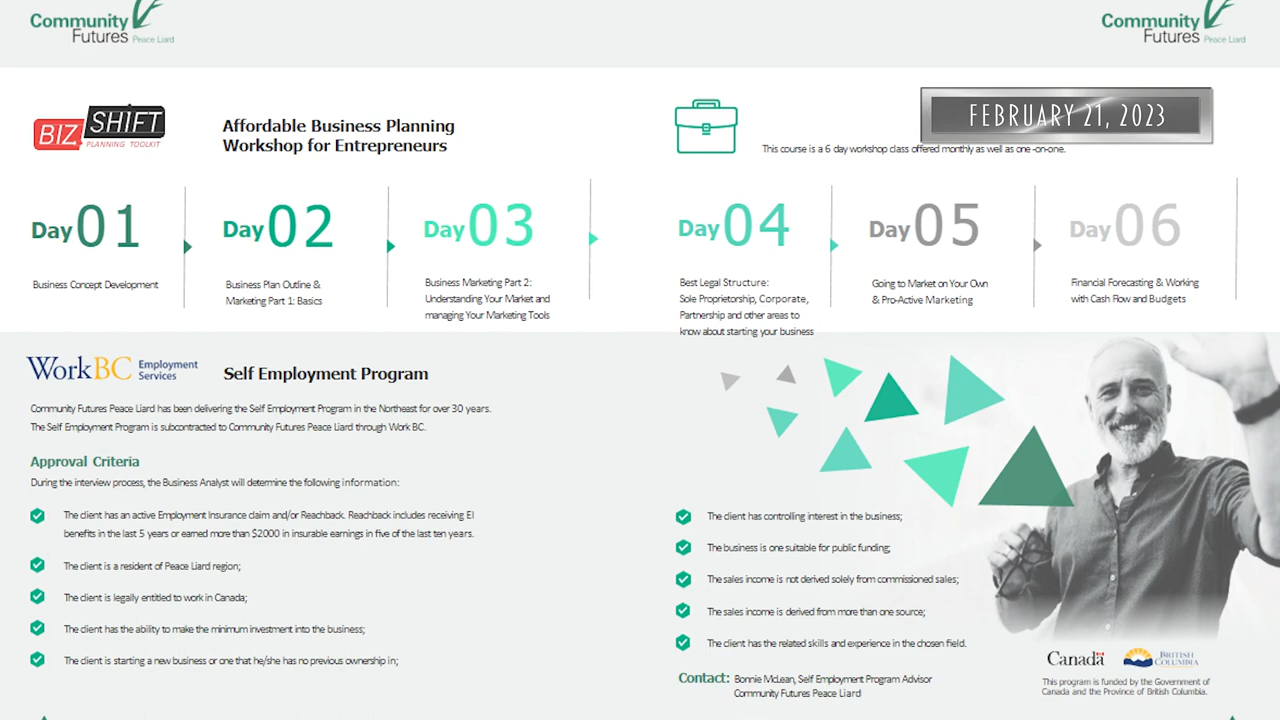 Community
Futures Peace Liard
Community
Futures Peace Liard
BIZ SHIFT
PLANNING TOOLKIT
Affordable Business Planning
Workshop for Entrepreneurs
FEBRUARY 21, 2023
This course is a 6 day workshop class offered monthly as well as one -on-one.
Day 01
Business Concept Development
Day 02
Business Plan Outline &
Marketing Part 1: Basics
Day 03
Business Marketing Part 2:
Understanding Your Market and
managing Your Marketing Tools
Day 04
Best Legal Structure:
Sole Proprietorship, Corporate,
Partnership and other areas to
know about starting your business
Day 05
Going to Market on Your Own
& Pro-Active Marketing
Day 06
Financial Forecasting & Working
with Cash Flow and Budgets
WorkBC Employment
Services
Self Employment Program
Community Futures Peace Liard has been delivering the Self Employment Program in the Northeast for over 30 years.
The Self Employment Program is subcontracted to Community Futures Peace Liard through Work BC.
Approval Criteria
During the interview process, the Business Analyst will determine the following information:
The client has an active Employment Insurance claim and/or Reachback. Reachback includes receiving EI
benefits in the last 5 years or earned more than $2000 in insurable earnings in five of the last ten years.
The client is a resident of Peace Liard region;
The client is legally entitled to work in Canada;
The client has the ability to make the minimum investment into the business;
The client is starting a new business or one that he/she has no previous ownership in;
The client has controlling interest in the business;
The business is one suitable for public funding;
The sales income is not derived solely from commissioned sales;
The sales income is derived from more than one source;
The client has the related skills and experience in the chosen field.
Contact: Bonnie McLean, Self Employment Program Advisor
Community Futures Peace Liard
Canada
BRITISH
COLUMBIA
This program is funded by the Government of
Canada and the Province of British Columbia.